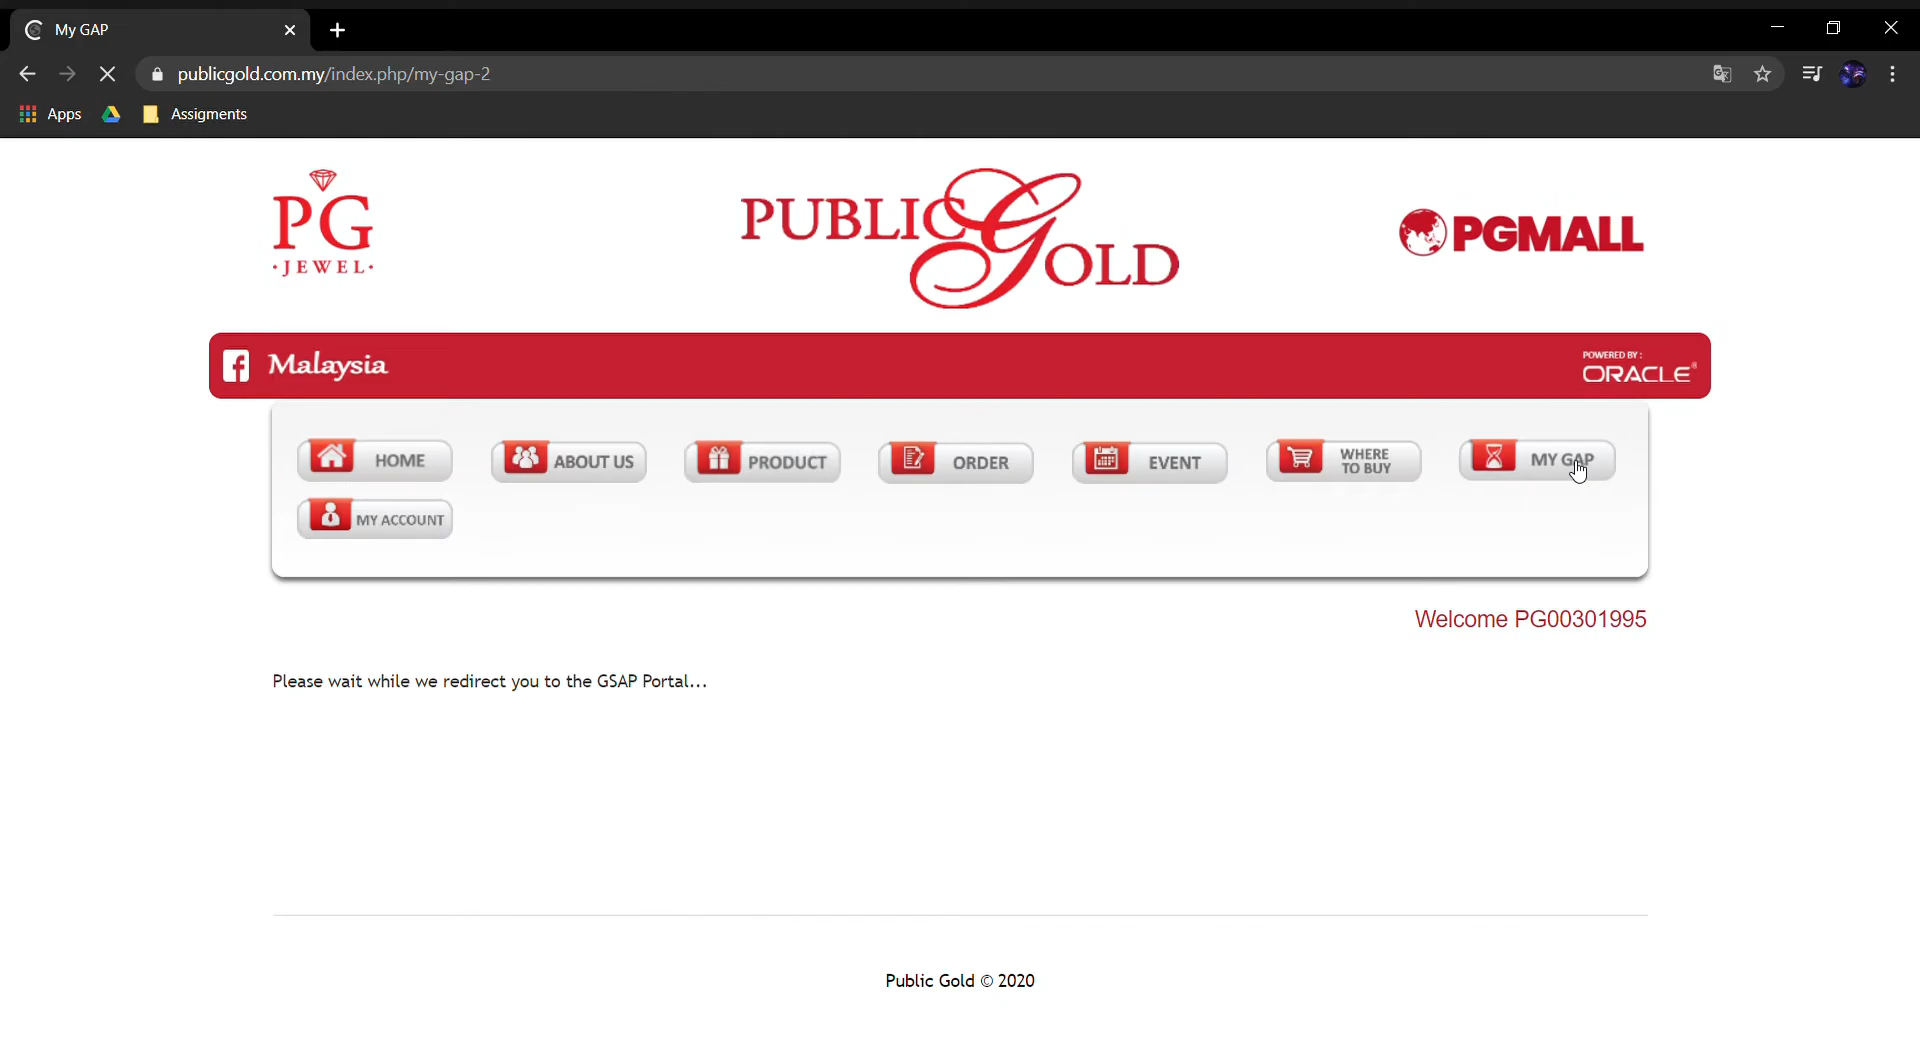 My GAP
publicgold.com.my/index.php/my-gap-2
Apps
Assigments
PG
JEWEL
PUBLIC GOLD
PGMALL
Malaysia
POWERED BY :
ORACLE®
HOME
ABOUT US
PRODUCT
ORDER
EVENT
WHERE
TO BUY
MY GAP
MY ACCOUNT
Welcome PG00301995
Please wait while we redirect you to the GSAP Portal...
Public Gold © 2020